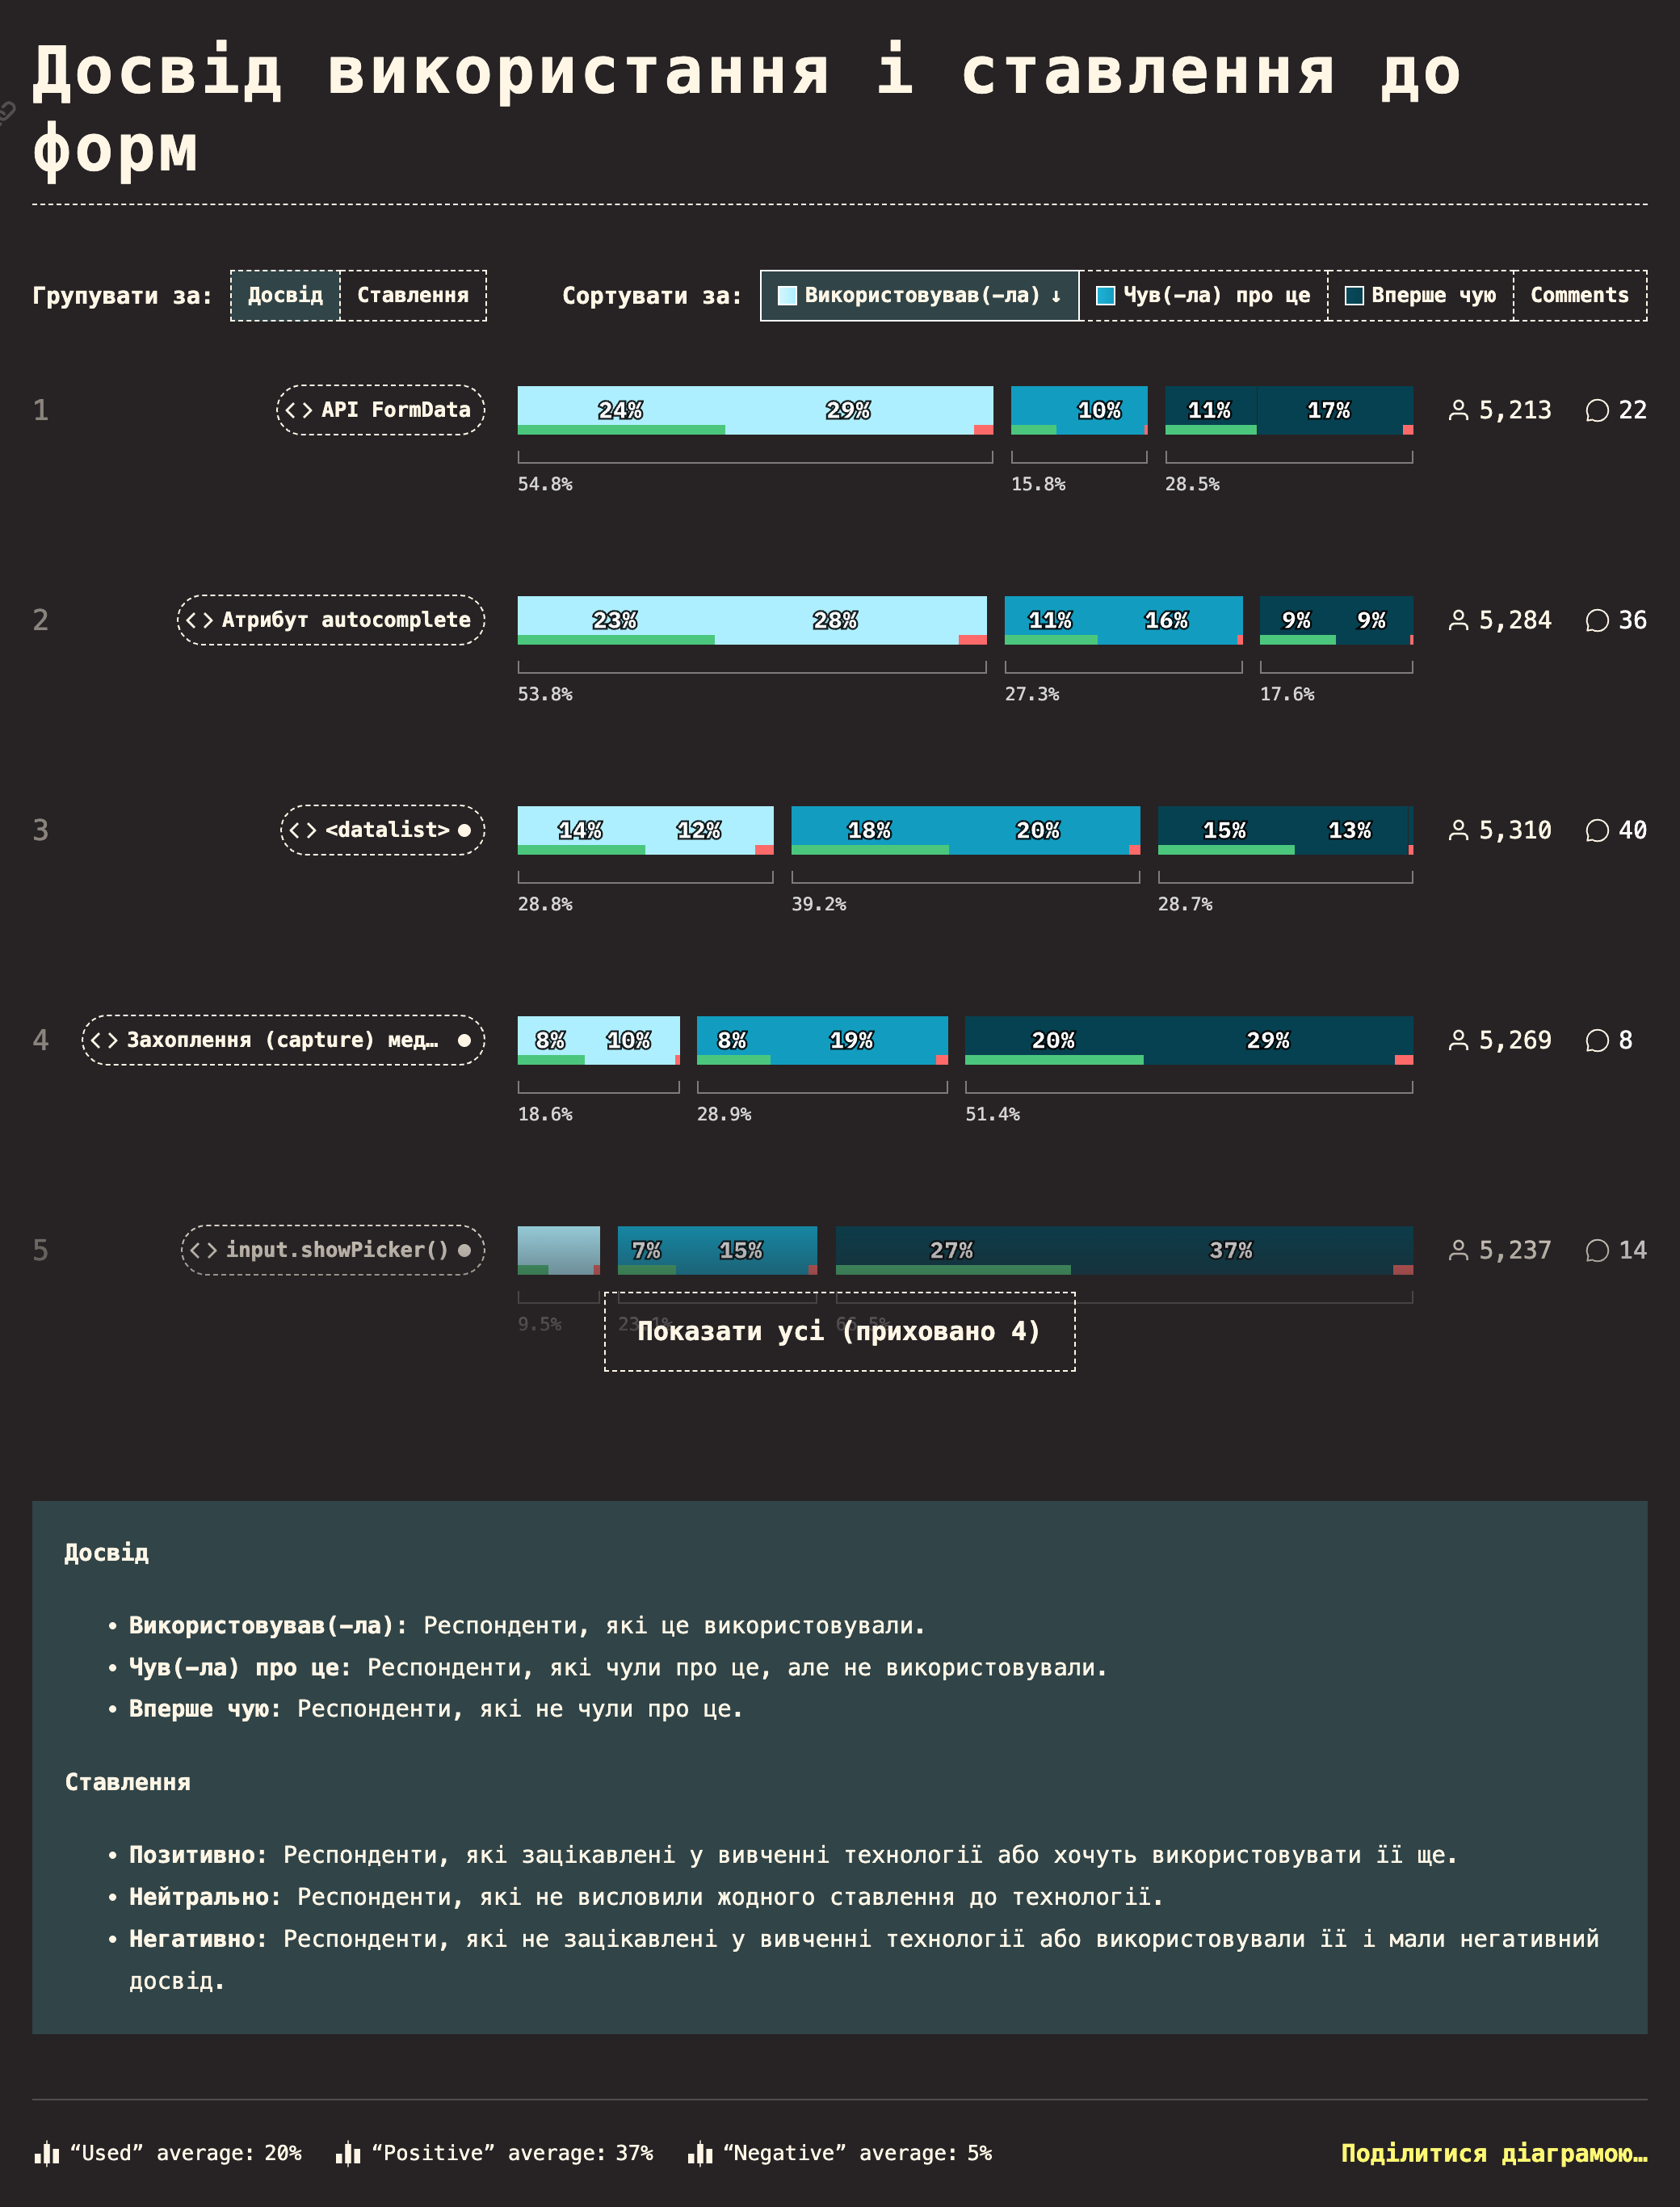 Досвід використання і ставлення до
форм
Групувати за: Досвід Ставлення Сортувати за: Використовував(-ла) ↓ Чув(-ла) про це Вперше чую Comments
1 <> API FormData 24% 29% 10% 11% 17% 5,213 22
54.8% 15.8% 28.5%
2 <> Атрибут autocomplete 23% 28% 11% 16% 9% 9% 5,284 36
53.8% 27.3% 17.6%
3 <> <datalist> 14% 12% 18% 20% 15% 13% 5,310 40
28.8% 39.2% 28.7%
4 <> Захоплення (capture) мед… 8% 10% 8% 19% 20% 29% 5,269 8
18.6% 28.9% 51.4%
5 <> input.showPicker() 7% 15% 27% 37% 5,237 14
9.5%
Показати усі (приховано 4)
Досвід
• Використовував(-ла): Респонденти, які це використовували.
• Чув(-ла) про це: Респонденти, які чули про це, але не використовували.
• Вперше чую: Респонденти, які не чули про це.
Ставлення
• Позитивно: Респонденти, які зацікавлені у вивченні технології або хочуть використовувати її ще.
• Нейтрально: Респонденти, які не висловили жодного ставлення до технології.
• Негативно: Респонденти, які не зацікавлені у вивченні технології або використовували її і мали негативний
досвід.
“Used” average: 20% “Positive” average: 37% “Negative” average: 5% Поділитися діаграмою…